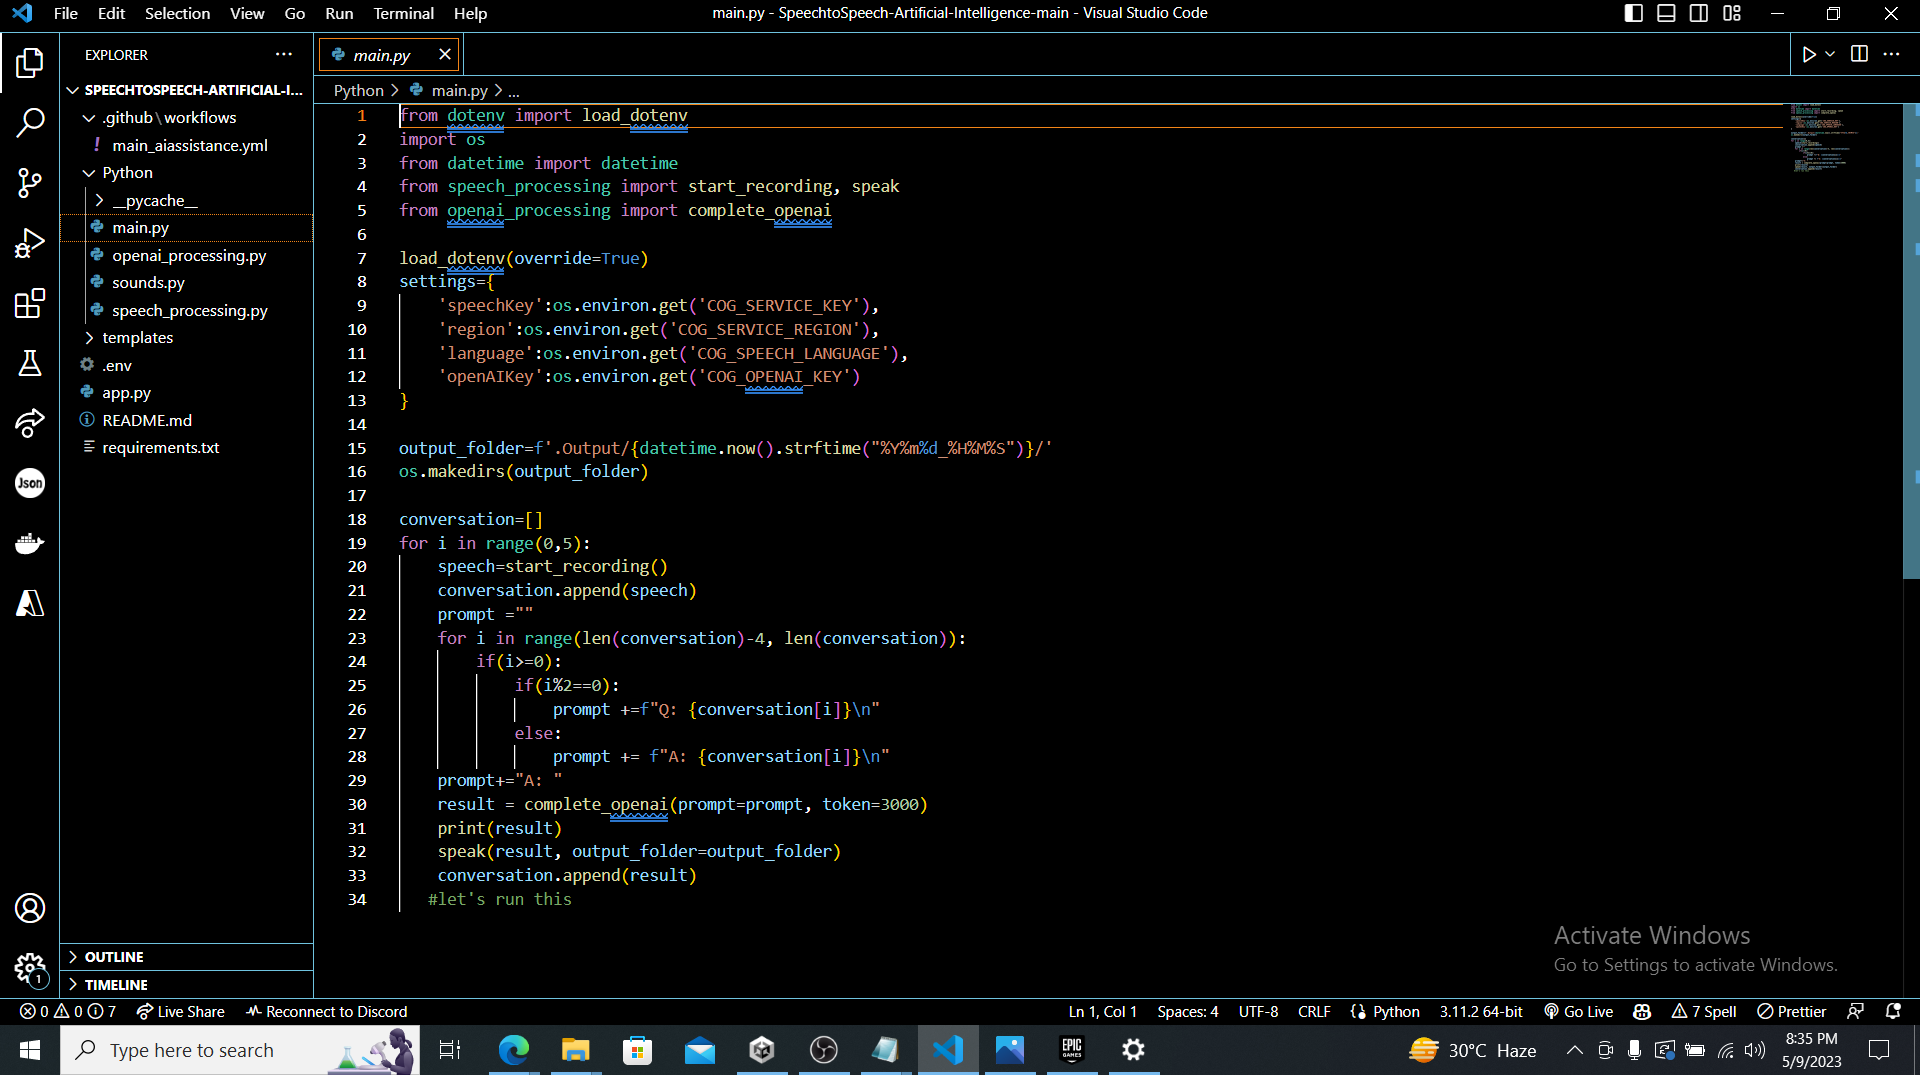 File Edit Selection View Go Run Terminal Help
main.py - SpeechtoSpeech-Artificial-Intelligence-main - Visual Studio Code
EXPLORER
SPEECHTOSPEECH-ARTIFICIAL-I...
.github\workflows
! main_aiassistance.yml
Python
__pycache__
main.py
openai_processing.py
sounds.py
speech_processing.py
templates
.env
app.py
README.md
requirements.txt
OUTLINE
TIMELINE
Json
1
main.py
Python > main.py > ...
1 from dotenv import load_dotenv
2 import os
3 from datetime import datetime
4 from speech_processing import start_recording, speak
5 from openai_processing import complete_openai
6
7 load_dotenv(override=True)
8 settings={
9 'speechKey':os.environ.get('COG_SERVICE_KEY'),
10 'region':os.environ.get('COG_SERVICE_REGION'),
11 'language':os.environ.get('COG_SPEECH_LANGUAGE'),
12 'openAIKey':os.environ.get('COG_OPENAI_KEY')
13 }
14
15 output_folder=f'.Output/{datetime.now().strftime("%Y%m%d_%H%M%S")}/'
16 os.makedirs(output_folder)
17
18 conversation=[]
19 for i in range(0,5):
20 speech=start_recording()
21 conversation.append(speech)
22 prompt =""
23 for i in range(len(conversation)-4, len(conversation)):
24 if(i>=0):
25 if(i%2==0):
26 prompt +=f"Q: {conversation[i]}\n"
27 else:
28 prompt += f"A: {conversation[i]}\n"
29 prompt+="A: "
30 result = complete_openai(prompt=prompt, token=3000)
31 print(result)
32 speak(result, output_folder=output_folder)
33 conversation.append(result)
34 #let's run this
Activate Windows
Go to Settings to activate Windows.
0 0 7 Live Share Reconnect to Discord
Ln 1, Col 1 Spaces: 4 UTF-8 CRLF Python 3.11.2 64-bit Go Live 7 Spell Prettier
Type here to search
EPIC GAMES
30°C Haze
8:35 PM
5/9/2023